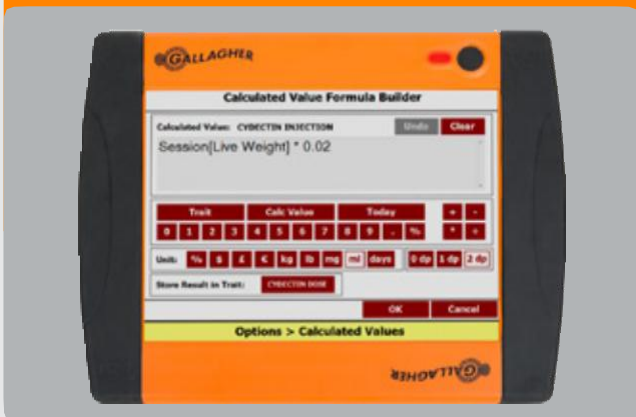 GALLAGHER
Calculated Value Formula Builder
Calculated Value: CYDECTIN INJECTION Undo Clear
Session[Live Weight] * 0.02
Trait Calc Value Today + -
0 1 2 3 4 5 6 7 8 9 . % * ÷
Unit: % $ £ € kg lb mg ml days 0 dp 1 dp 2 dp
Store Result in Trait: CYDECTIN DOSE
OK Cancel
Options > Calculated Values
GALLAGHER